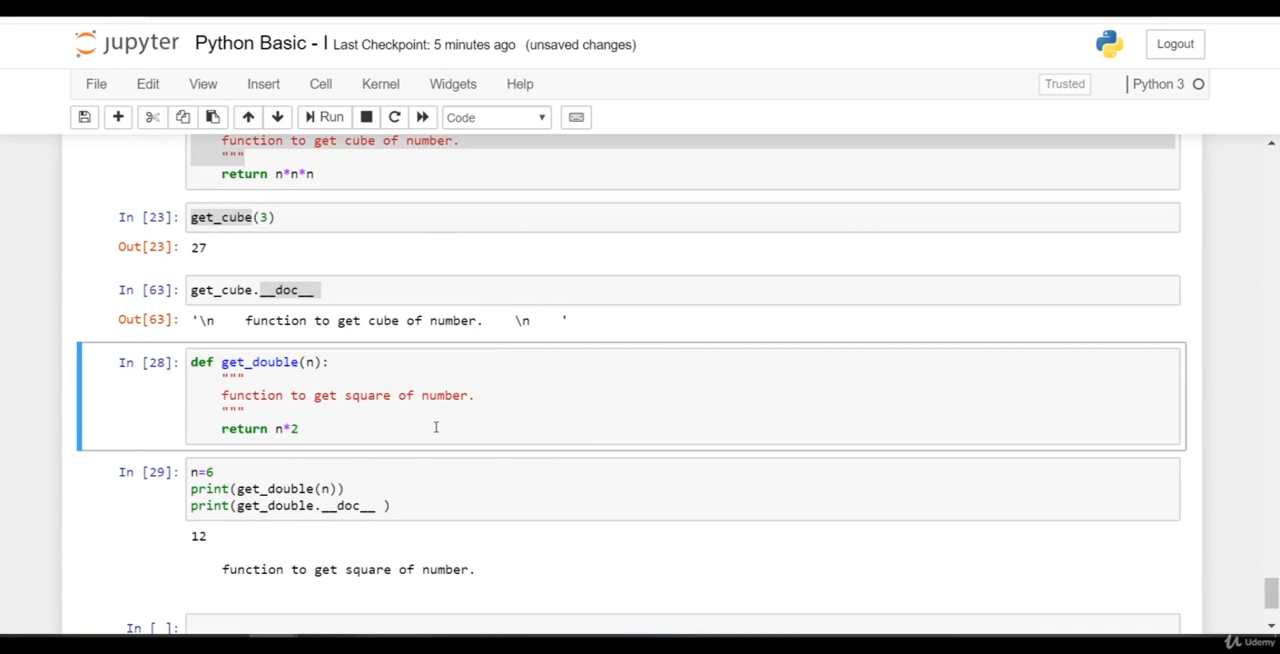 jupyter Python Basic - I Last Checkpoint: 5 minutes ago (unsaved changes) Logout
File Edit View Insert Cell Kernel Widgets Help Trusted Python 3
Run Code
function to get cube of number.
"""
return n*n*n
In [23]: get_cube(3)
Out[23]: 27
In [63]: get_cube.__doc__
Out[63]: '\n    function to get cube of number.    \n    '
In [28]: def get_double(n):
"""
function to get square of number.
"""
return n*2
In [29]: n=6
print(get_double(n))
print(get_double.__doc__ )
12
function to get square of number.
In [ ]:
Udemy